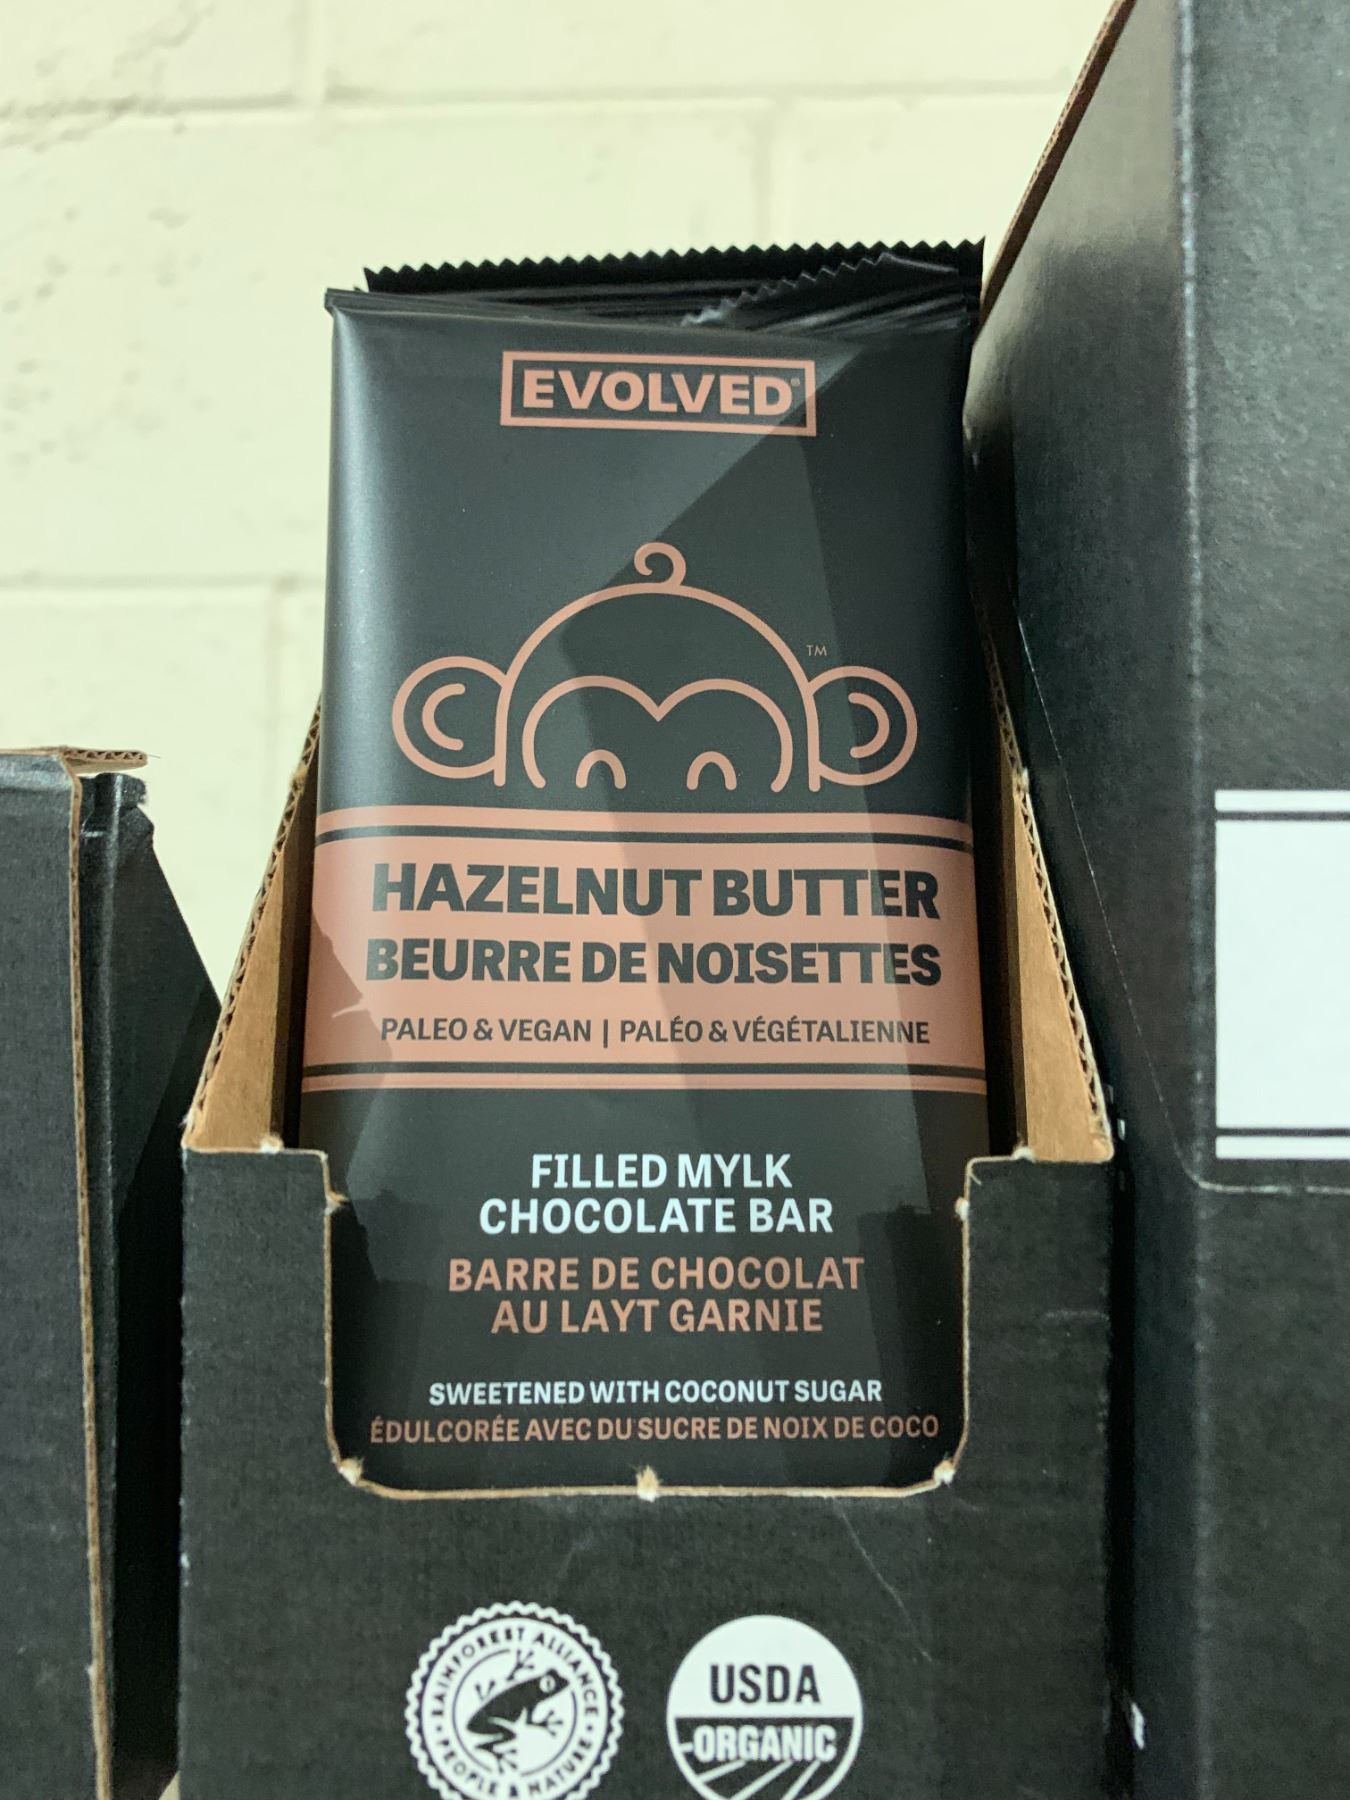 EVOLVED®
TM
HAZELNUT BUTTER
BEURRE DE NOISETTES
PALEO & VEGAN | PALÉO & VÉGÉTALIENNE
FILLED MYLK
CHOCOLATE BAR
BARRE DE CHOCOLAT
AU LAYT GARNIE
SWEETENED WITH COCONUT SUGAR
ÉDULCORÉE AVEC DU SUCRE DE NOIX DE COCO
RAINFOREST ALLIANCE
PEOPLE & NATURE
USDA
ORGANIC